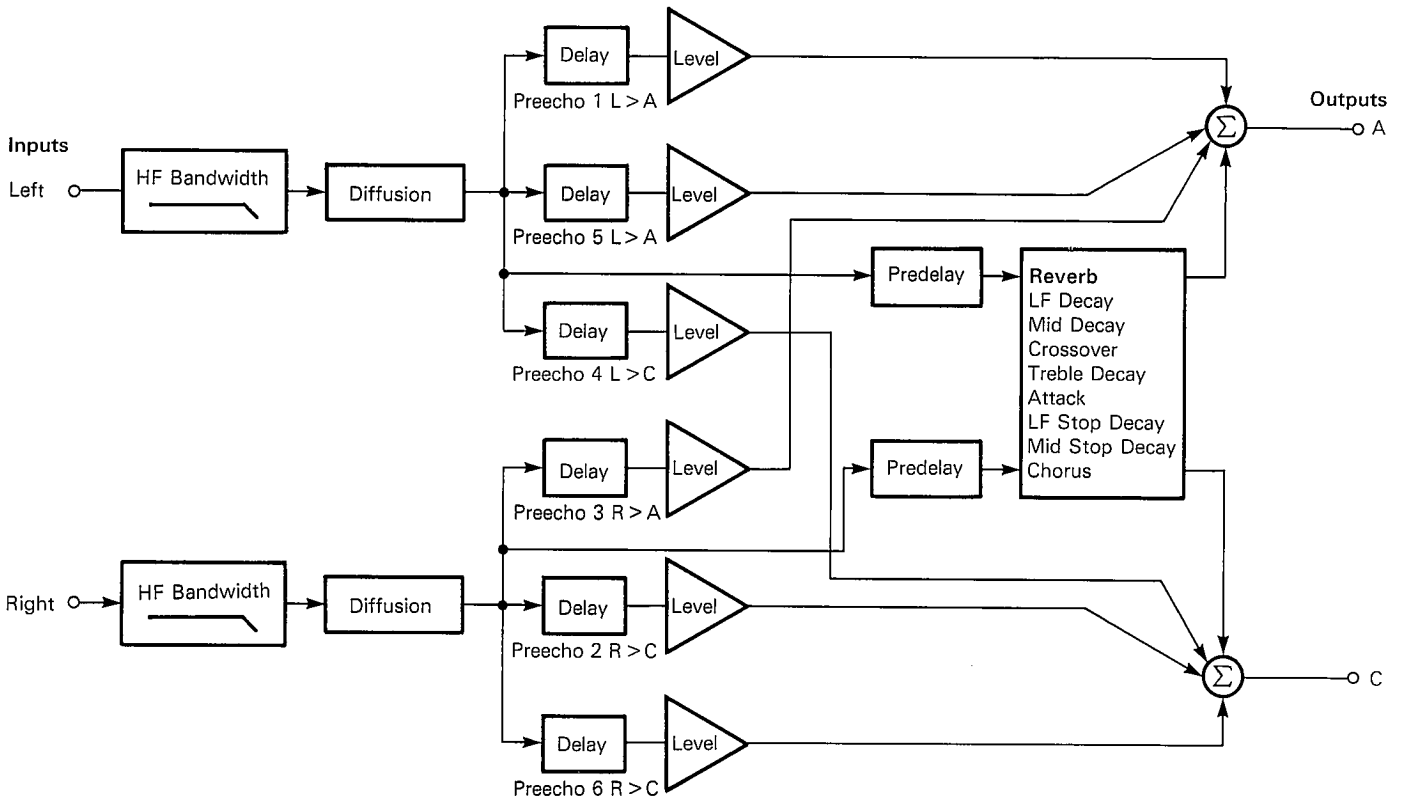 Inputs
Left
HF Bandwidth
Diffusion
Delay
Level
Preecho 1 L>A
Delay
Level
Preecho 5 L>A
Delay
Level
Preecho 4 L>C
Predelay
Reverb
LF Decay
Mid Decay
Crossover
Treble Decay
Attack
LF Stop Decay
Mid Stop Decay
Chorus
Σ
Outputs
A
Right
HF Bandwidth
Diffusion
Delay
Level
Preecho 3 R>A
Predelay
Delay
Level
Preecho 2 R>C
Delay
Level
Preecho 6 R>C
Σ
C